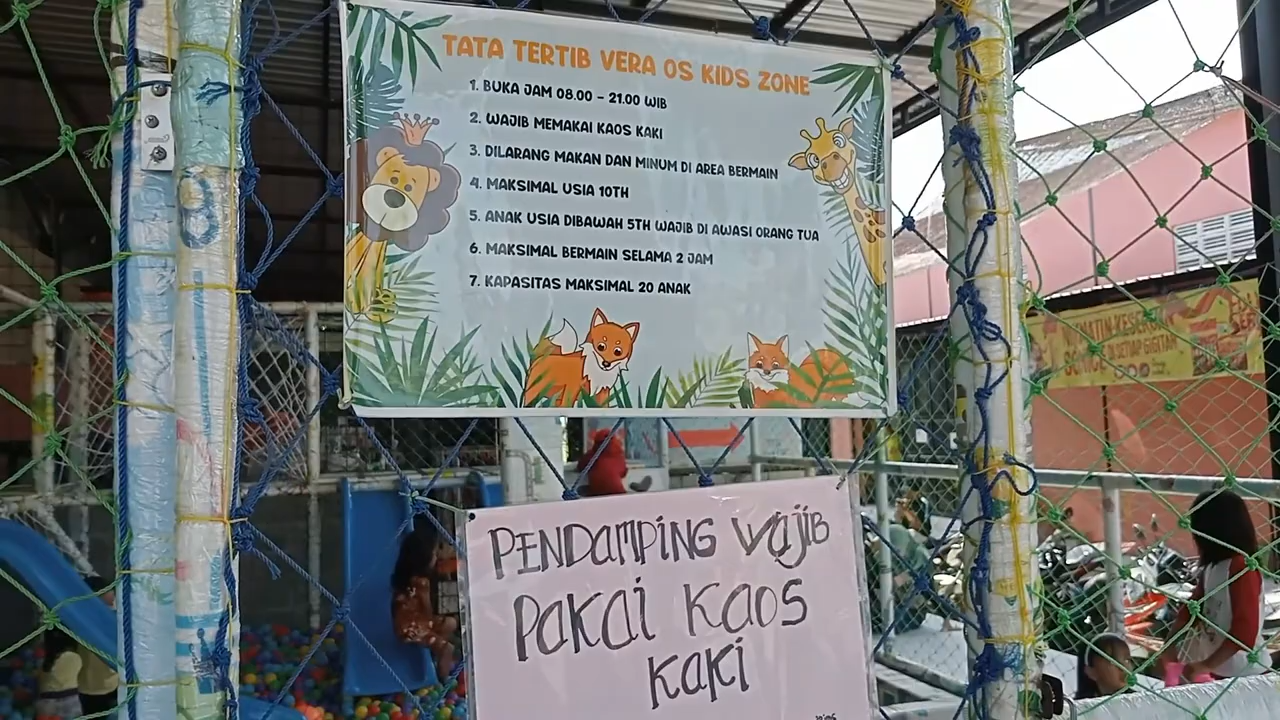 TATA TERTIB VERA OS KIDS ZONE
1. BUKA JAM 08.00 - 21.00 WIB
2. WAJIB MEMAKAI KAOS KAKI
3. DILARANG MAKAN DAN MINUM DI AREA BERMAIN
4. MAKSIMAL USIA 10TH
5. ANAK USIA DIBAWAH 5TH WAJIB DI AWASI ORANG TUA
6. MAKSIMAL BERMAIN SELAMA 2 JAM
7. KAPASITAS MAKSIMAL 20 ANAK
PENDAMPING WAJIB
PAKAI KAOS
KAKI